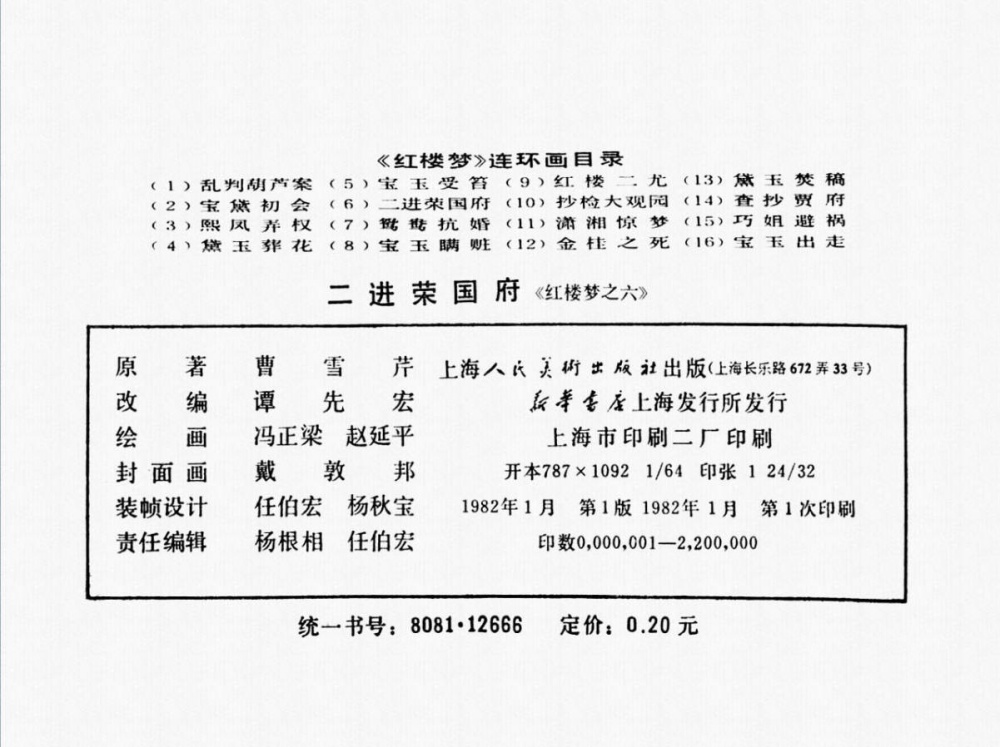 《红楼梦》连环画目录
(1)乱判葫芦案 (5)宝玉受笞 (9)红楼二尤 (13)黛玉焚稿
(2)宝黛初会 (6)二进荣国府 (10)抄检大观园 (14)查抄贾府
(3)熙凤弄权 (7)鸳鸯抗婚 (11)潇湘惊梦 (15)巧姐避祸
(4)黛玉葬花 (8)宝玉瞒赃 (12)金桂之死 (16)宝玉出走
二进荣国府《红楼梦之六》
原著 曹雪芹
改编 谭先宏
绘画 冯正梁 赵延平
封面画 戴敦邦
装帧设计 任伯宏 杨秋宝
责任编辑 杨根相 任伯宏
上海人民美術出版社出版(上海长乐路672弄33号)
新华书店上海发行所发行
上海市印刷二厂印刷
开本787×1092 1/64 印张 1 24/32
1982年1月 第1版 1982年1月 第1次印刷
印数0,000,001—2,200,000
统一书号:8081·12666 定价:0.20元